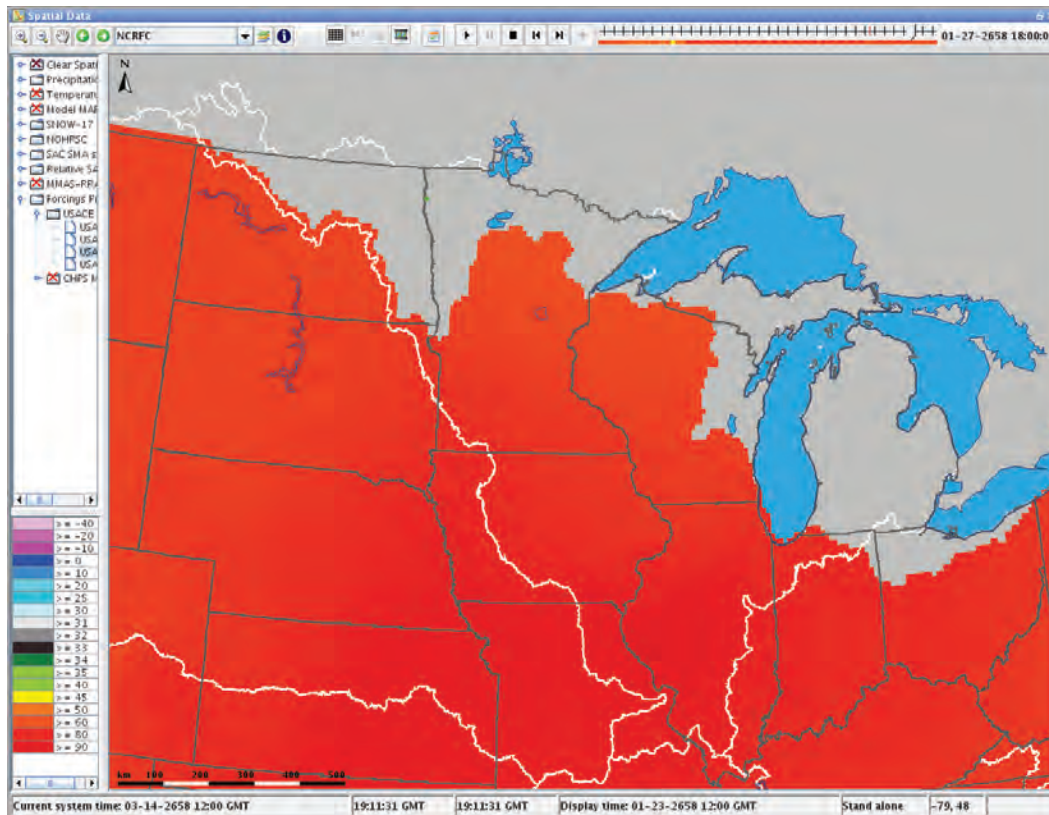 Spatial Data
NCRFC
01-27-2658 18:00:0
Clear Spati
Precipitati
Temperatu
Model MAP
SNOW-17
NOHRSC
SAC SMA s
Relative SA
MMAS-RRA
Forcings Fi
USACE
USA
USA
USA
USA
CHPS M
N
>= -40
>= -20
>= -10
>= 0
>= 10
>= 20
>= 25
>= 30
>= 31
>= 32
>= 33
>= 34
>= 35
>= 40
>= 45
>= 50
>= 60
>= 80
>= 90
km 100 200 300 400 500
Current system time: 03-14-2658 12:00 GMT 19:11:31 GMT 19:11:31 GMT Display time: 01-23-2658 12:00 GMT Stand alone -79, 48